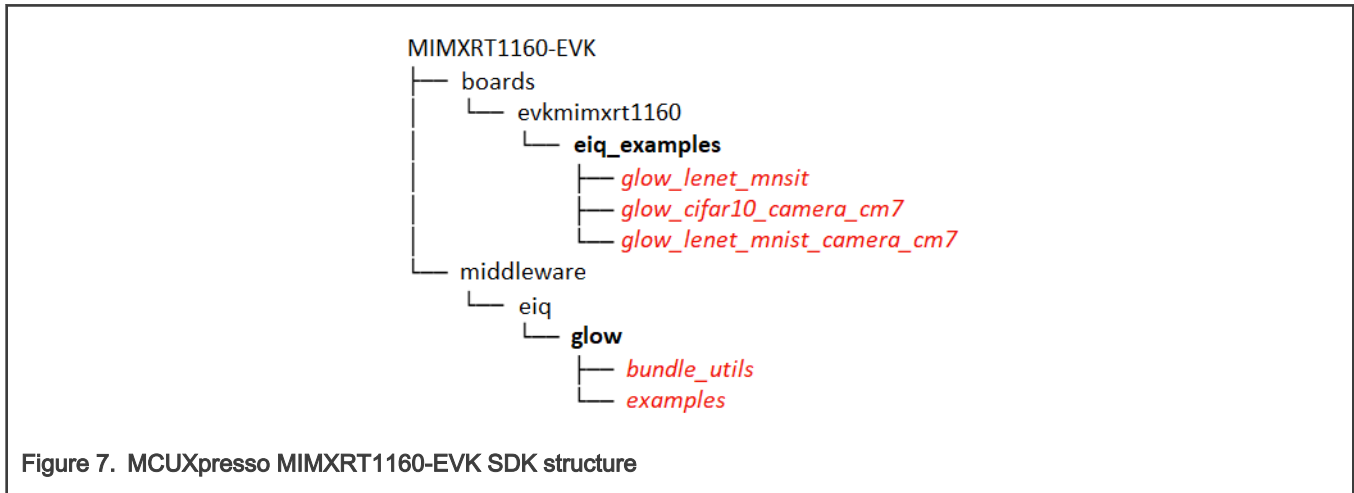 MIMXRT1160-EVK
boards
evkmimxrt1160
eiq_examples
glow_lenet_mnsit
glow_cifar10_camera_cm7
glow_lenet_mnist_camera_cm7
middleware
eiq
glow
bundle_utils
examples
Figure 7. MCUXpresso MIMXRT1160-EVK SDK structure